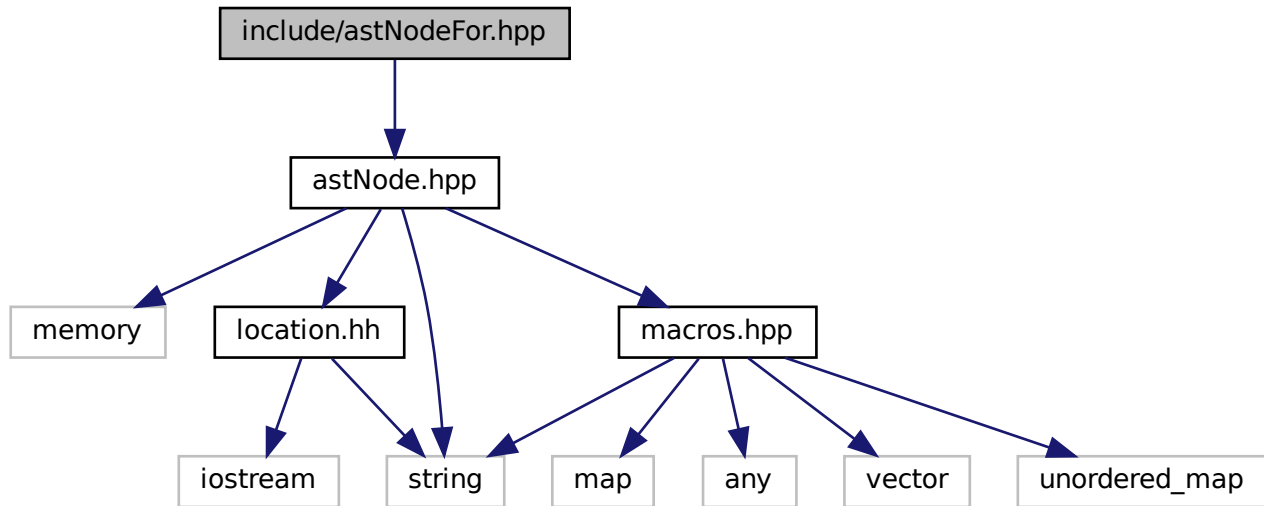 include/astNodeFor.hpp
astNode.hpp
memory
location.hh
macros.hpp
iostream
string
map
any
vector
unordered_map